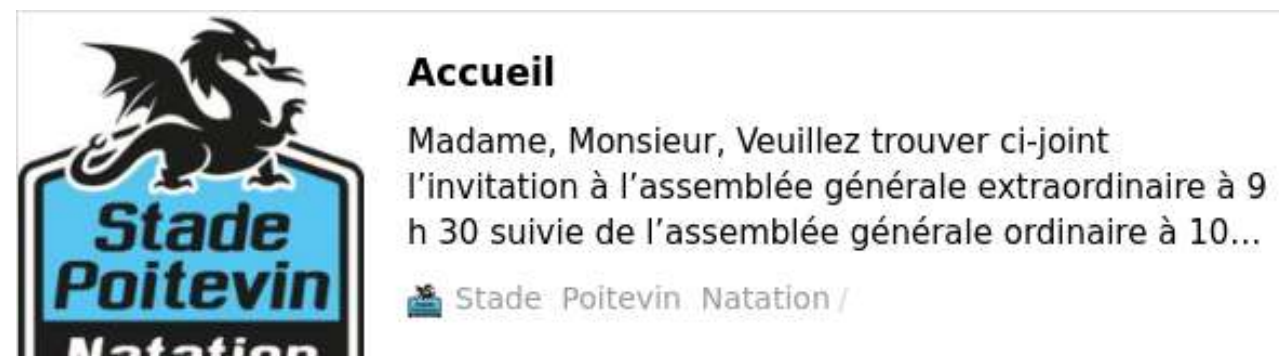 Stade
Poitevin
Natation
Accueil
Madame, Monsieur, Veuillez trouver ci-joint
l’invitation à l’assemblée générale extraordinaire à 9
h 30 suivie de l’assemblée générale ordinaire à 10...
Stade Poitevin Natation /